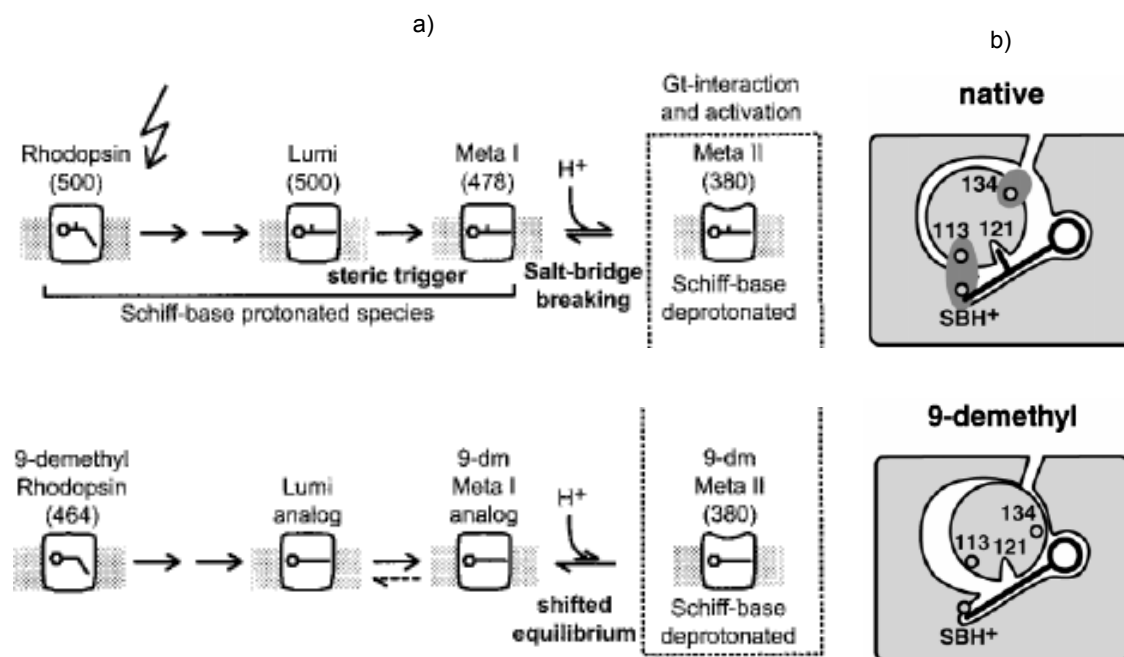 a)
Gt-interaction
and activation
Rhodopsin
(500)
Lumi
(500)
Meta I
(478)
H⁺
Meta II
(380)
steric trigger
Salt-bridge
breaking
Schiff-base protonated species
Schiff-base
deprotonated
b)
native
134
113
121
SBH⁺
9-demethyl
Rhodopsin
(464)
Lumi
analog
9-dm
Meta I
analog
H⁺
9-dm
Meta II
(380)
shifted
equilibrium
Schiff-base
deprotonated
9-demethyl
134
113
121
SBH⁺